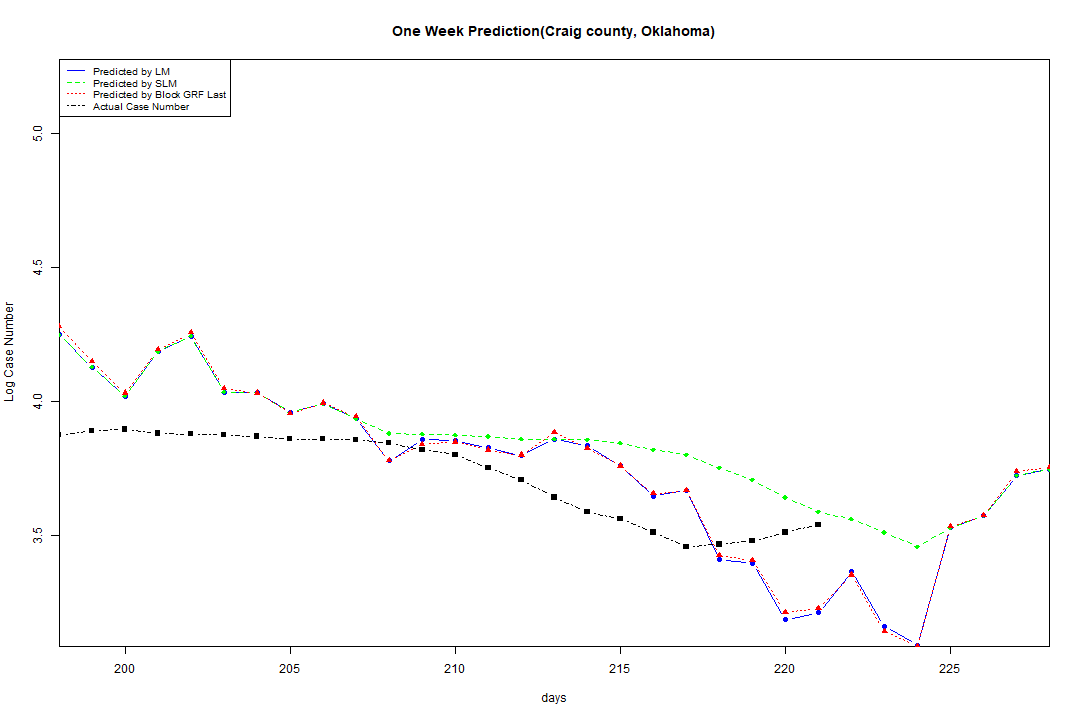 One Week Prediction(Craig county, Oklahoma)
Predicted by LM
Predicted by SLM
Predicted by Block GRF Last
Actual Case Number
5.0
4.5
4.0
3.5
Log Case Number
200 205 210 215 220 225
days